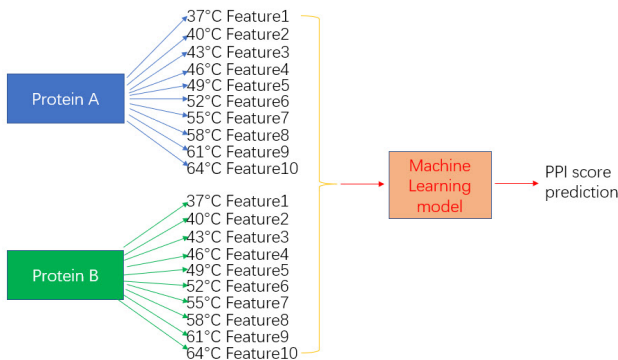 Protein A
37°C Feature1
40°C Feature2
43°C Feature3
46°C Feature4
49°C Feature5
52°C Feature6
55°C Feature7
58°C Feature8
61°C Feature9
64°C Feature10
Protein B
37°C Feature1
40°C Feature2
43°C Feature3
46°C Feature4
49°C Feature5
52°C Feature6
55°C Feature7
58°C Feature8
61°C Feature9
64°C Feature10
Machine
Learning
model
PPI score
prediction